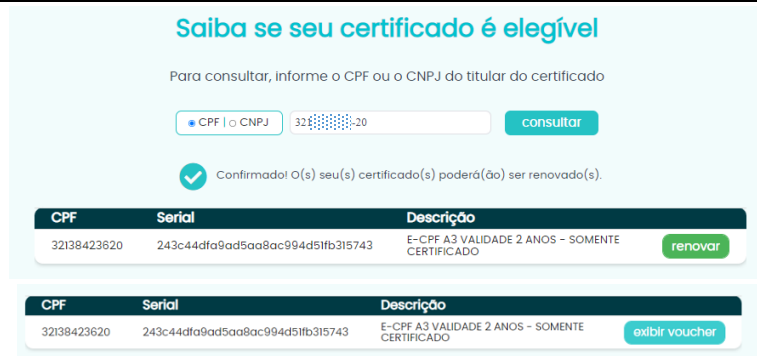 Saiba se seu certificado é elegível
Para consultar, informe o CPF ou o CNPJ do titular do certificado
CPF | CNPJ 321 -20 consultar
Confirmado! O(s) seu(s) certificado(s) poderá(ão) ser renovado(s).
CPF Serial Descrição
32138423620 243c44dfa9ad5aa8ac994d51fb315743 E-CPF A3 VALIDADE 2 ANOS - SOMENTE
CERTIFICADO
renovar
CPF Serial Descrição
32138423620 243c44dfa9ad5aa8ac994d51fb315743 E-CPF A3 VALIDADE 2 ANOS - SOMENTE
CERTIFICADO
exibir voucher